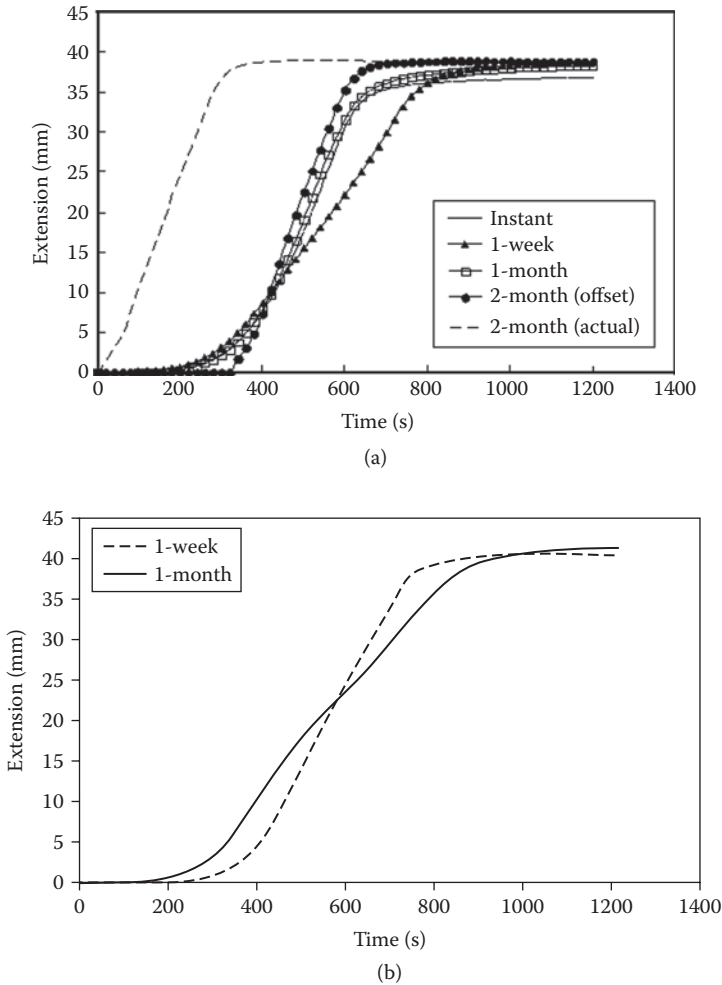 45
40
35
30
25
20
15
10
5
0
Extension (mm)
Instant
1-week
1-month
2-month (offset)
2-month (actual)
0 200 400 600 800 1000 1200 1400
Time (s)
(a)
45
40
35
30
25
20
15
10
5
0
Extension (mm)
1-week
1-month
0 200 400 600 800 1000 1200 1400
Time (s)
(b)